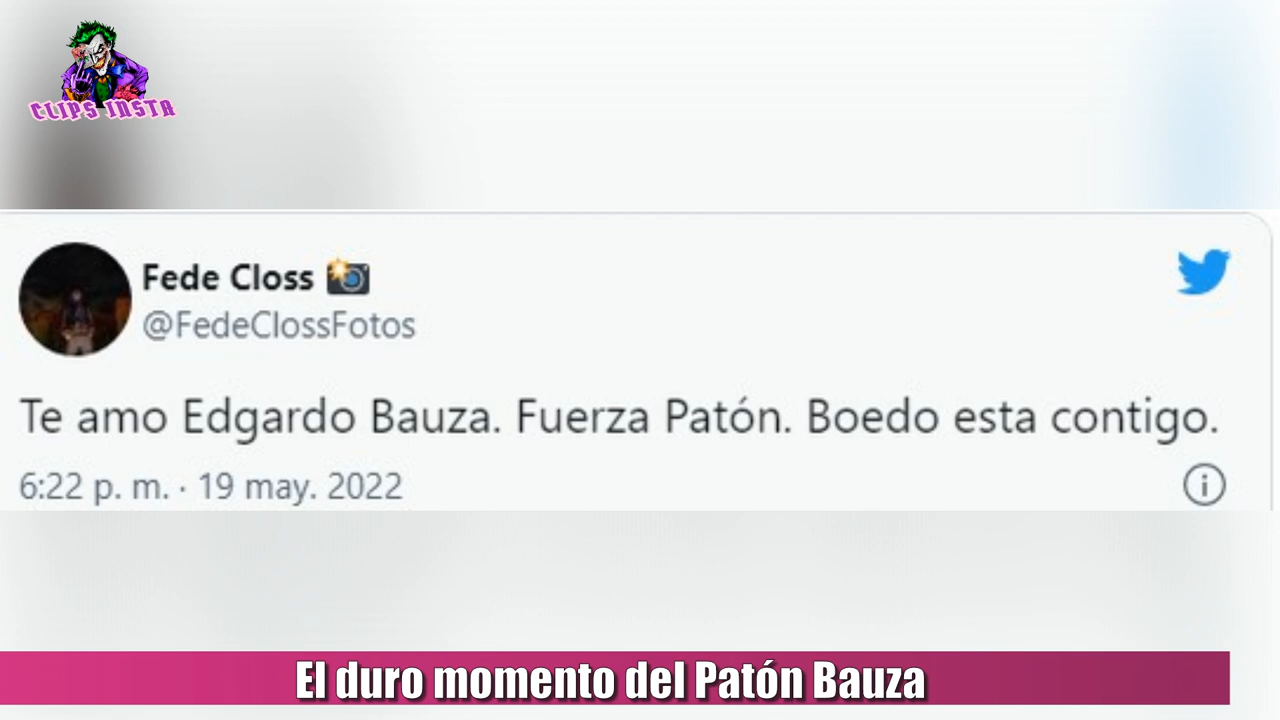 CLIPS INSTA
Fede Closs 📸
@FedeClossFotos
Te amo Edgardo Bauza. Fuerza Patón. Boedo esta contigo.
6:22 p. m. · 19 may. 2022
El duro momento del Patón Bauza